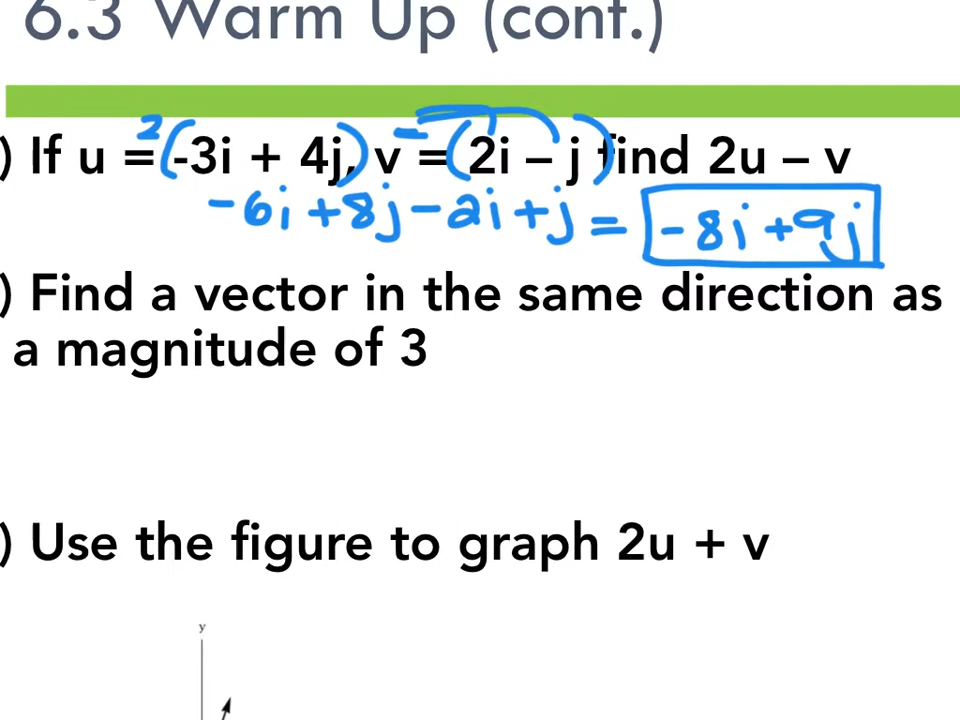 6.3 Warm Up (cont.)
) If u = -3i + 4j, v = 2i – j find 2u – v
2( ) –( )
-6i +8j -2i +j = -8i +9j
) Find a vector in the same direction as
a magnitude of 3
) Use the figure to graph 2u + v
y